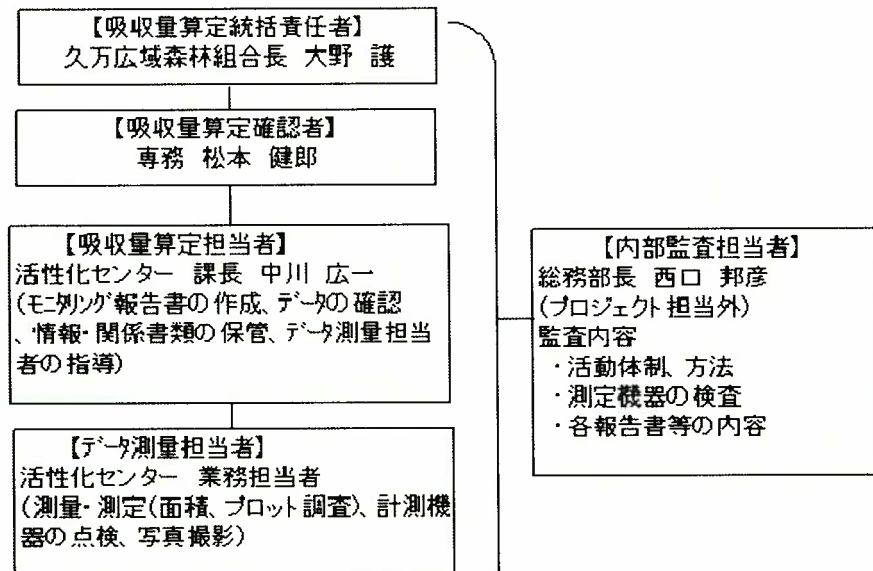 【吸収量算定統括責任者】
久万広域森林組合長 大野 護
【吸収量算定確認者】
専務 松本 健郎
【吸収量算定担当者】
活性化センター 課長 中川 広一
(モニタリング報告書の作成、データの確認
、情報・関係書類の保管、データ測量担当
者の指導)
【データ測量担当者】
活性化センター 業務担当者
(測量・測定(面積、プロット調査)、計測機
器の点検、写真撮影)
【内部監査担当者】
総務部長 西口 邦彦
(プロジェクト担当外)
監査内容
・活動体制、方法
・測定機器の検査
・各報告書等の内容